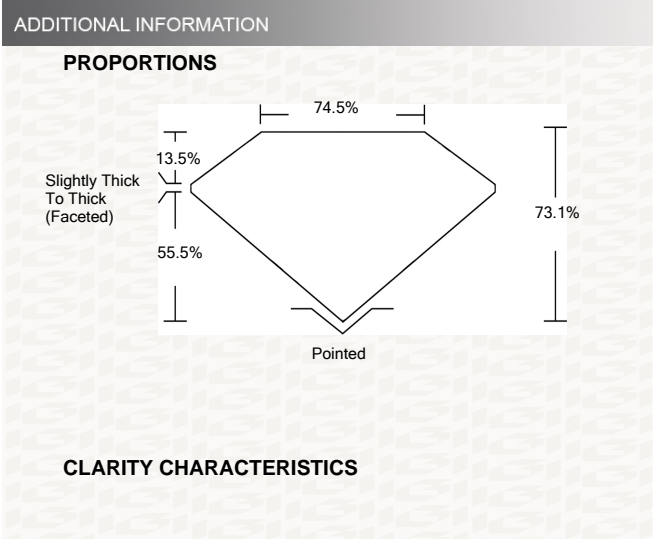 ADDITIONAL INFORMATION
PROPORTIONS
74.5%
13.5%
Slightly Thick
To Thick
(Faceted)
73.1%
55.5%
Pointed
CLARITY CHARACTERISTICS